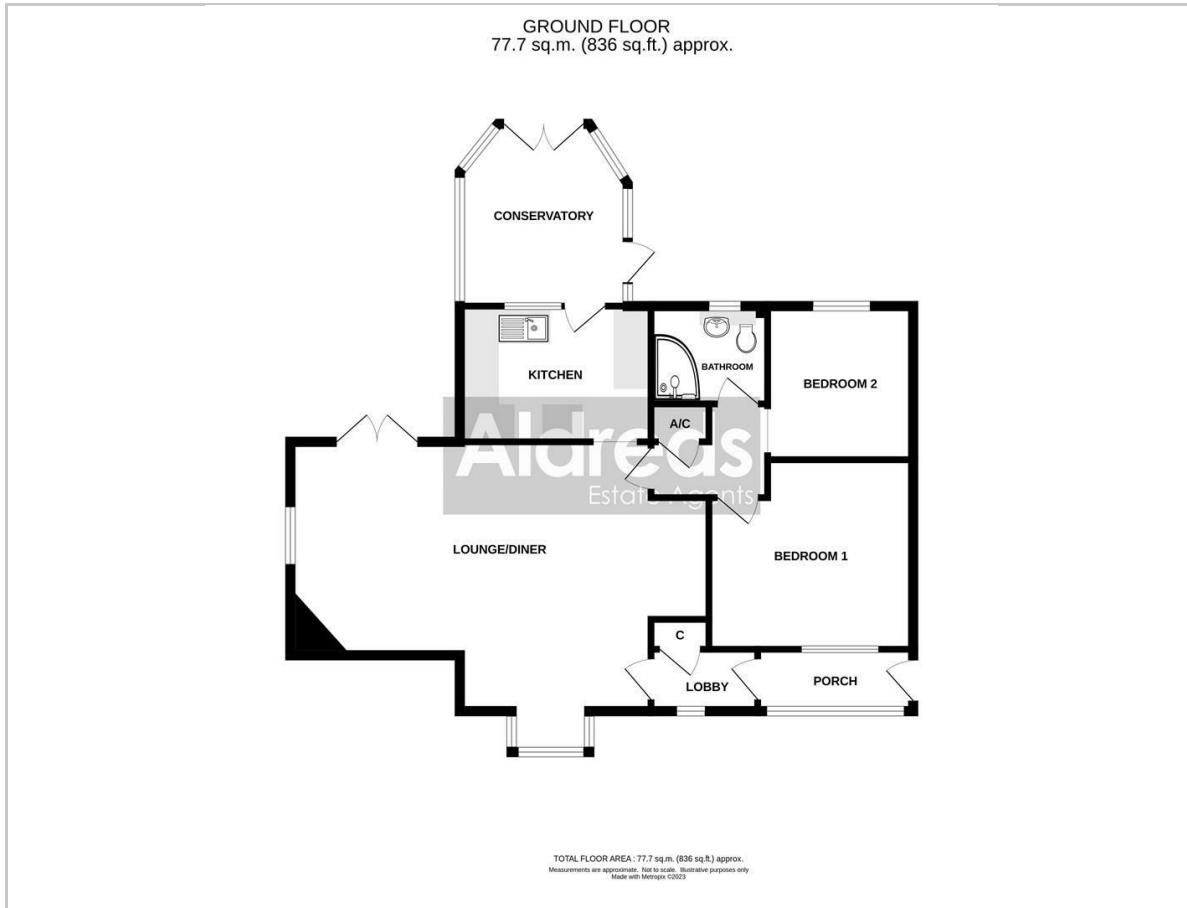 GROUND FLOOR
77.7 sq.m. (836 sq.ft.) approx.
CONSERVATORY
KITCHEN
BATHROOM
BEDROOM 2
A/C
Aldreds
Estate Agents
LOUNGE/DINER
BEDROOM 1
C
LOBBY
PORCH
TOTAL FLOOR AREA : 77.7 sq.m. (836 sq.ft.) approx.
Measurements are approximate. Not to scale. Illustrative purposes only
Made with Metropix ©2023